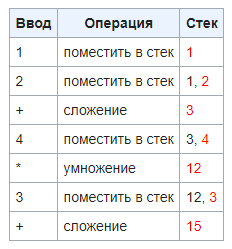 Ввод Операция Стек
1 поместить в стек 1
2 поместить в стек 1, 2
+ сложение 3
4 поместить в стек 3, 4
* умножение 12
3 поместить в стек 12, 3
+ сложение 15